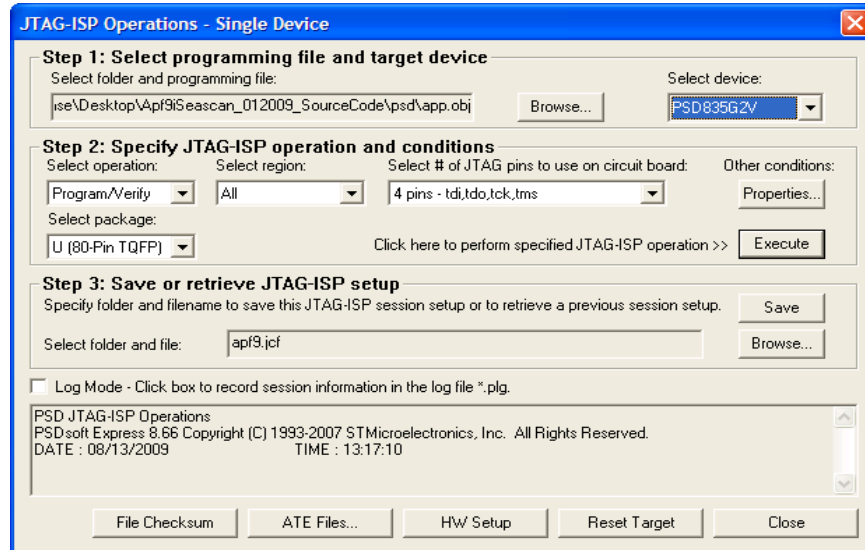 JTAG-ISP Operations - Single Device
Step 1: Select programming file and target device
Select folder and programming file:
Select device:
ise\Desktop\Apf9iSeascan_012009_SourceCode\psd\app.obj
Browse...
PSD835G2V
Step 2: Specify JTAG-ISP operation and conditions
Select operation:
Select region:
Select # of JTAG pins to use on circuit board:
Other conditions:
Program/Verify
All
4 pins - tdi,tdo,tck,tms
Properties...
Select package:
U (80-Pin TQFP)
Click here to perform specified JTAG-ISP operation >>
Execute
Step 3: Save or retrieve JTAG-ISP setup
Specify folder and filename to save this JTAG-ISP session setup or to retrieve a previous session setup.
Save
Select folder and file:
apf9.jcf
Browse...
Log Mode - Click box to record session information in the log file *.plg.
PSD JTAG-ISP Operations
PSDsoft Express 8.66 Copyright (C) 1993-2007 STMicroelectronics, Inc. All Rights Reserved.
DATE : 08/13/2009 TIME : 13:17:10
File Checksum
ATE Files...
HW Setup
Reset Target
Close